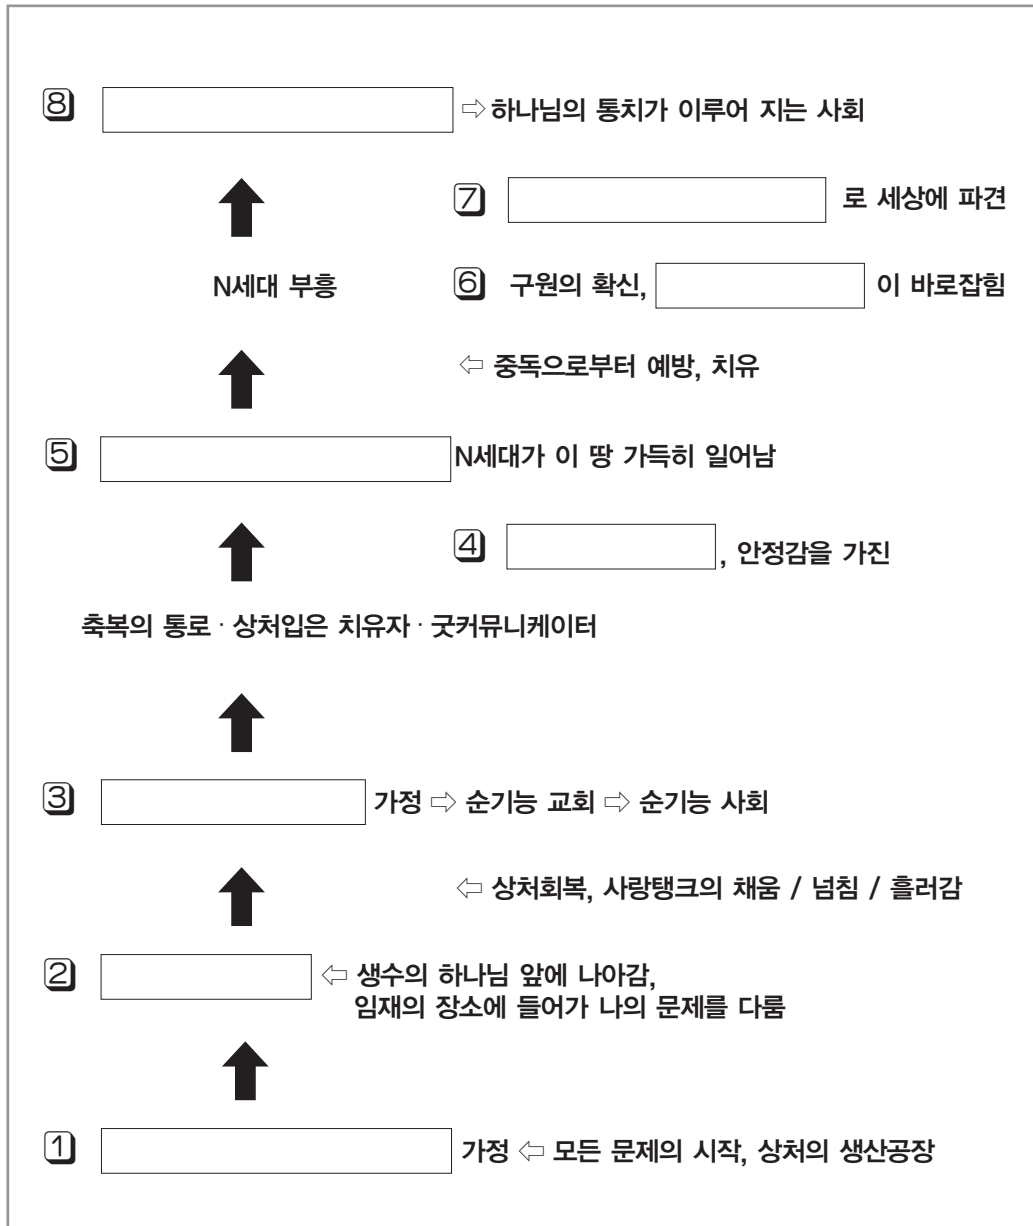 8 ⇨ 하나님의 통치가 이루어 지는 사회
7 로 세상에 파견
N세대 부흥
6 구원의 확신, 이 바로잡힘
⇦ 중독으로부터 예방, 치유
5 N세대가 이 땅 가득히 일어남
4 , 안정감을 가진
축복의 통로 · 상처입은 치유자 · 굿커뮤니케이터
3 가정 ⇨ 순기능 교회 ⇨ 순기능 사회
⇦ 상처회복, 사랑탱크의 채움 / 넘침 / 흘러감
2 ⇦ 생수의 하나님 앞에 나아감,
임재의 장소에 들어가 나의 문제를 다룸
1 가정 ⇦ 모든 문제의 시작, 상처의 생산공장